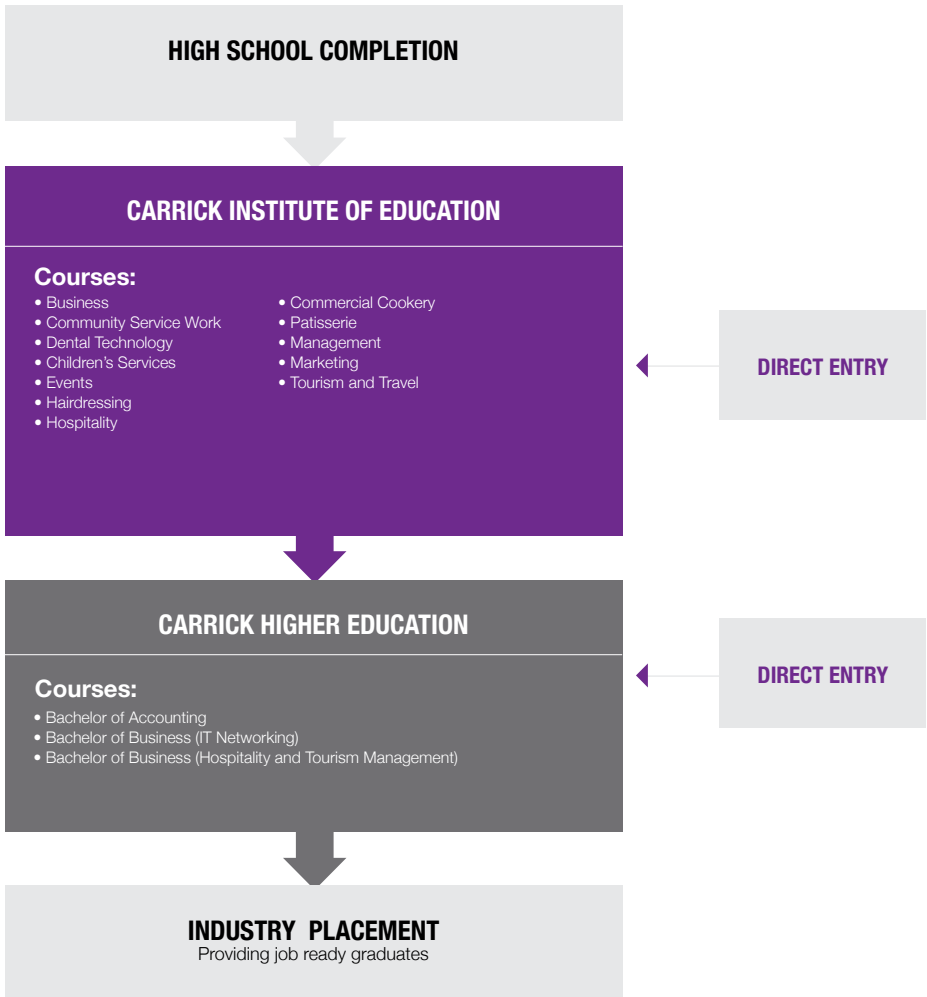 HIGH SCHOOL COMPLETION
CARRICK INSTITUTE OF EDUCATION
Courses:
• Business
• Community Service Work
• Dental Technology
• Children's Services
• Events
• Hairdressing
• Hospitality
• Commercial Cookery
• Patisserie
• Management
• Marketing
• Tourism and Travel
DIRECT ENTRY
CARRICK HIGHER EDUCATION
Courses:
• Bachelor of Accounting
• Bachelor of Business (IT Networking)
• Bachelor of Business (Hospitality and Tourism Management)
DIRECT ENTRY
INDUSTRY PLACEMENT
Providing job ready graduates